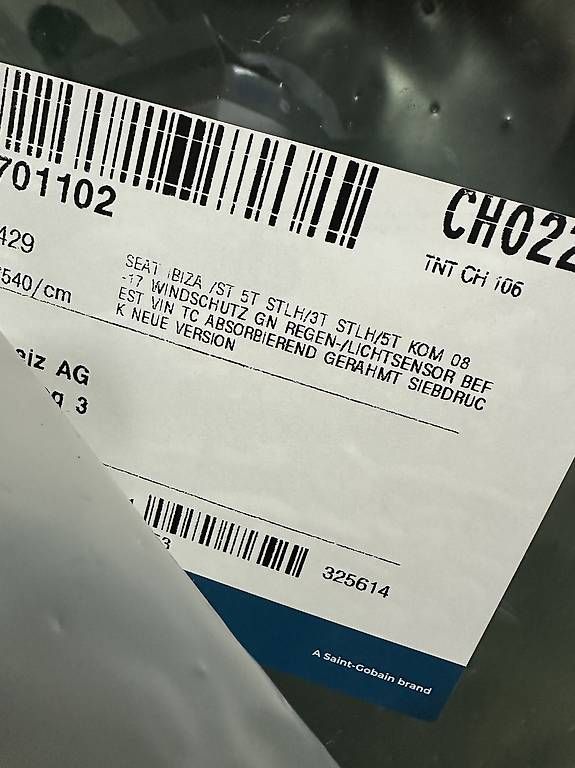 701102
CH022
429
TNT CH 106
540/cm
SEAT IBIZA /ST 5T STLH/3T STLH/5T KOM 08
-17 WINDSCHUTZ GN REGEN-/LICHTSENSOR BEF
EST VIN TC ABSORBIEREND GERAHMT SIEBDRUC
K NEUE VERSION
eiz AG
g 3
1
53
325614
A Saint-Gobain brand